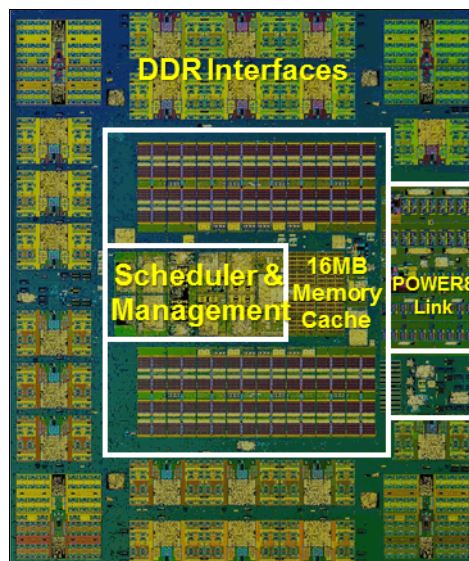 DDR Interfaces
Scheduler &
Management
16MB
Memory
Cache
POWER8
Link